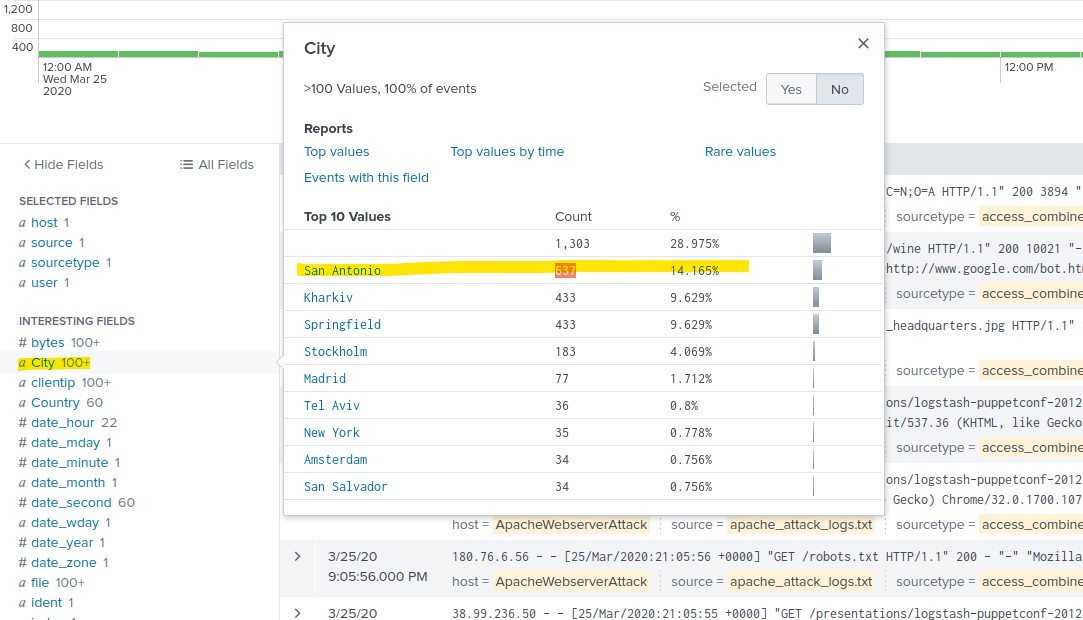 1,200
800
400
12:00 AM
Wed Mar 25
2020
12:00 PM
City
>100 Values, 100% of events
Selected Yes No
Reports
Top values Top values by time Rare values
Events with this field
Top 10 Values Count %
1,303 28.975%
San Antonio 637 14.165%
Kharkiv 433 9.629%
Springfield 433 9.629%
Stockholm 183 4.069%
Madrid 77 1.712%
Tel Aviv 36 0.8%
New York 35 0.778%
Amsterdam 34 0.756%
San Salvador 34 0.756%
< Hide Fields All Fields
SELECTED FIELDS
a host 1
a source 1
a sourcetype 1
a user 1
INTERESTING FIELDS
# bytes 100+
a City 100+
a clientip 100+
a Country 60
# date_hour 22
# date_mday 1
# date_minute 1
a date_month 1
# date_second 60
a date_wday 1
# date_year 1
# date_zone 1
a file 100+
a ident 1
C=N;O=A HTTP/1.1" 200 3894 "
sourcetype = access_combine
/wine HTTP/1.1" 200 10021 "-
http://www.google.com/bot.ht
sourcetype = access_combine
_headquarters.jpg HTTP/1.1"
sourcetype = access_combine
ons/logstash-puppetconf-2012
it/537.36 (KHTML, like Gecko
sourcetype = access_combine
ons/logstash-puppetconf-2012
Gecko) Chrome/32.0.1700.107
host = ApacheWebserverAttack source = apache_attack_logs.txt sourcetype = access_combine
> 3/25/20 180.76.6.56 - - [25/Mar/2020:21:05:56 +0000] "GET /robots.txt HTTP/1.1" 200 - "-" "Mozilla
9:05:56.000 PM host = ApacheWebserverAttack source = apache_attack_logs.txt sourcetype = access_combine
> 3/25/20 38.99.236.50 - - [25/Mar/2020:21:05:55 +0000] "GET /presentations/logstash-puppetconf-2012